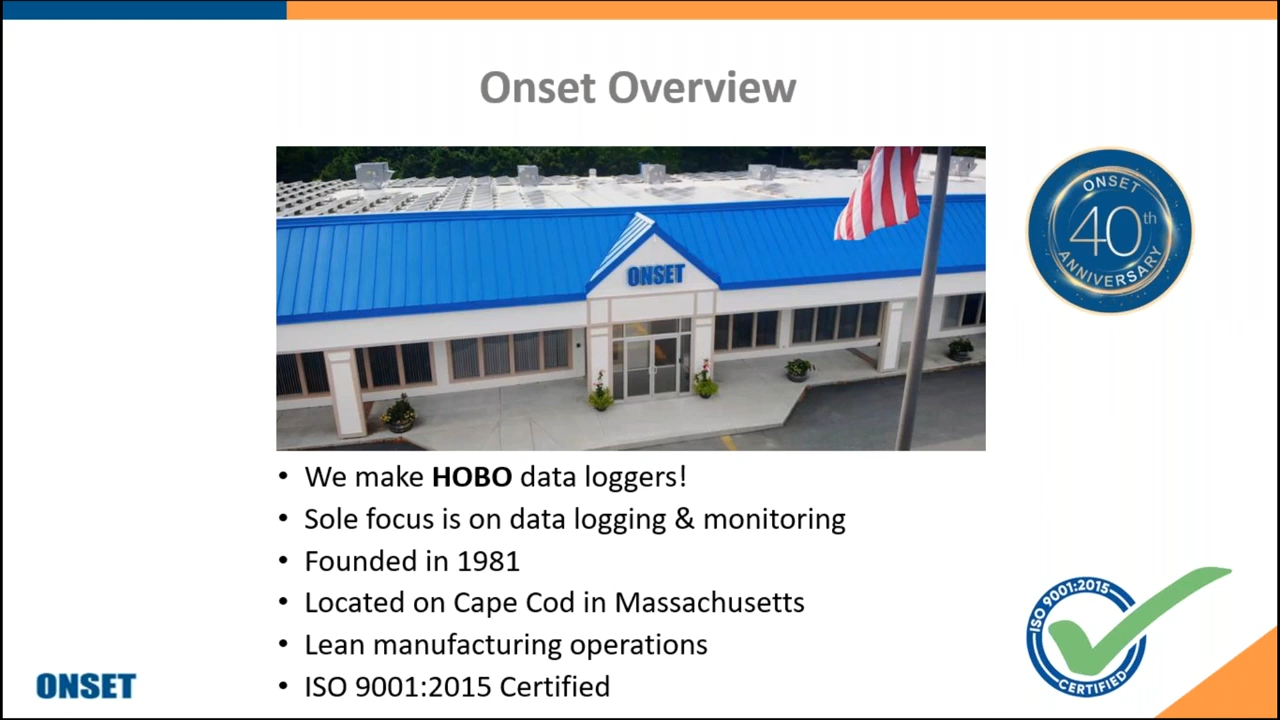 Onset Overview
ONSET
ONSET
40th
ANNIVERSARY
• We make HOBO data loggers!
• Sole focus is on data logging & monitoring
• Founded in 1981
• Located on Cape Cod in Massachusetts
• Lean manufacturing operations
• ISO 9001:2015 Certified
ISO 9001:2015
CERTIFIED
ONSET